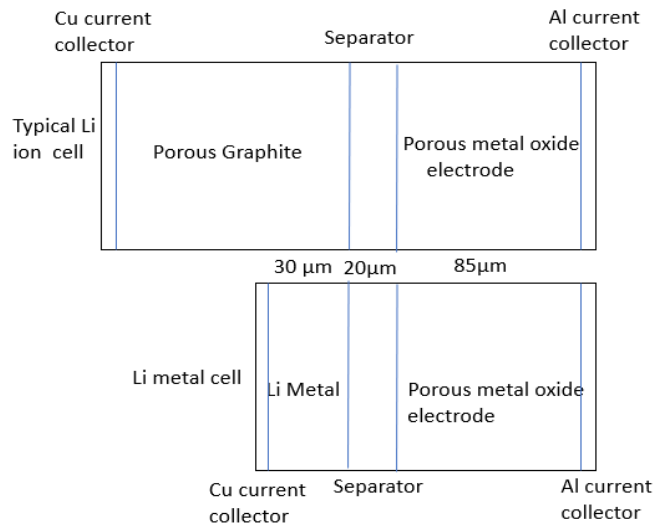 Cu current
collector
Separator
Al current
collector
Typical Li
ion cell
Porous Graphite
Porous metal oxide
electrode
30 μm 20μm 85μm
Li metal cell
Li Metal
Porous metal oxide
electrode
Cu current
collector
Separator
Al current
collector